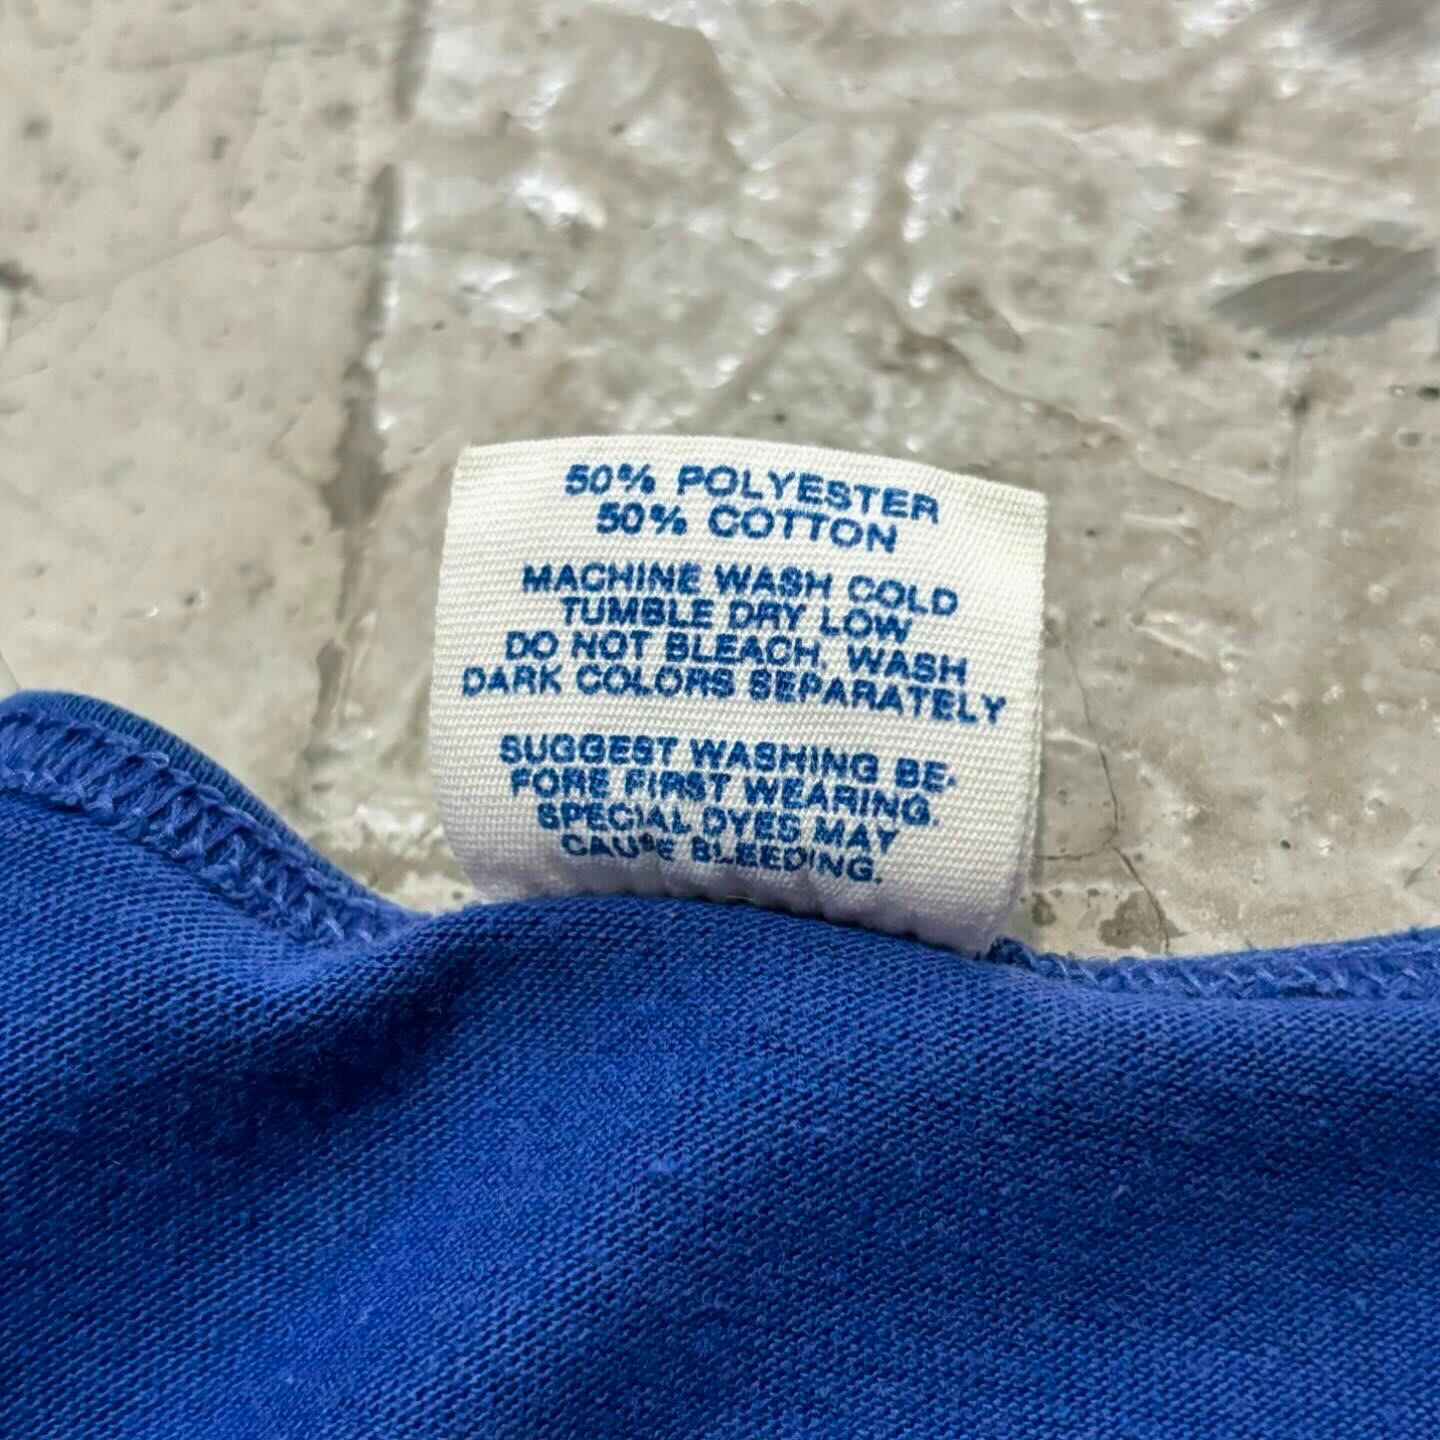 50% POLYESTER
50% COTTON
MACHINE WASH COLD
TUMBLE DRY LOW
DO NOT BLEACH. WASH
DARK COLORS SEPARATELY
SUGGEST WASHING BE-
FORE FIRST WEARING.
SPECIAL DYES MAY
CAUSE BLEEDING.